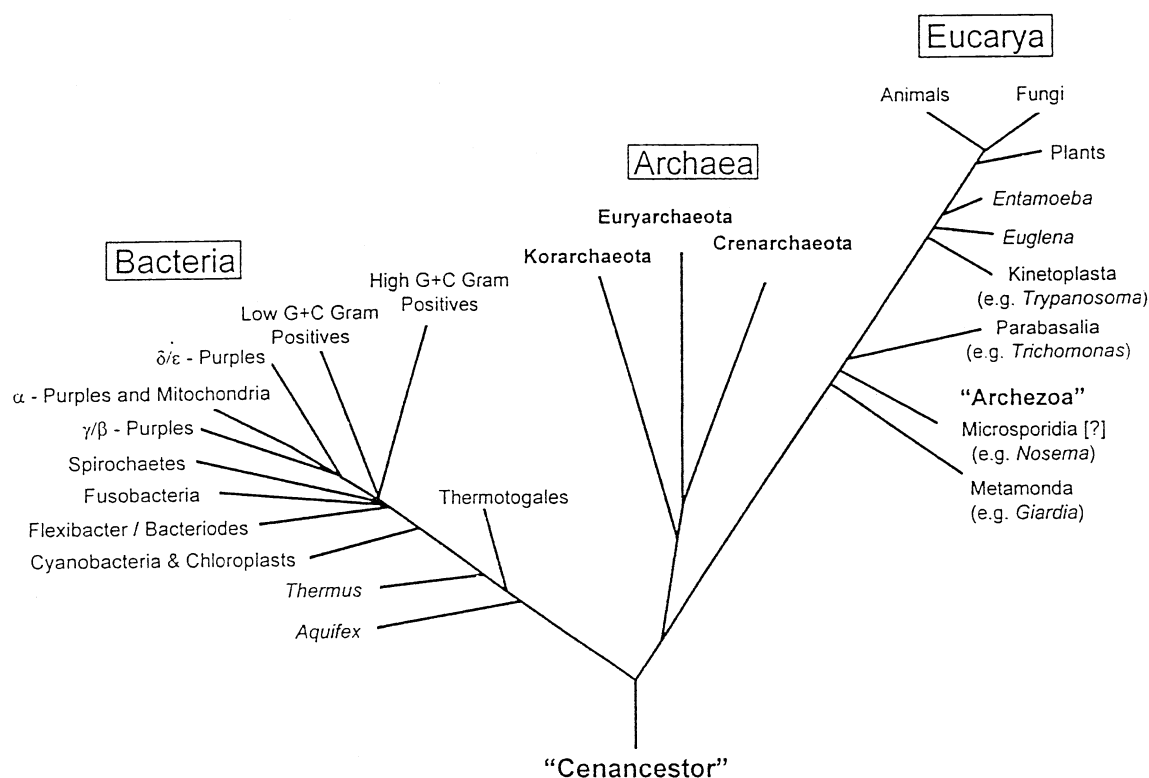 Eucarya
Animals
Fungi
Plants
Entamoeba
Euglena
Kinetoplasta
(e.g. Trypanosoma)
Parabasalia
(e.g. Trichomonas)
“Archezoa”
Microsporidia [?]
(e.g. Nosema)
Metamonda
(e.g. Giardia)
Archaea
Euryarchaeota
Korarchaeota
Crenarchaeota
Bacteria
High G+C Gram
Positives
Low G+C Gram
Positives
δ/ε - Purples
α - Purples and Mitochondria
γ/β - Purples
Spirochaetes
Fusobacteria
Flexibacter / Bacteriodes
Cyanobacteria & Chloroplasts
Thermotogales
Thermus
Aquifex
“Cenancestor”